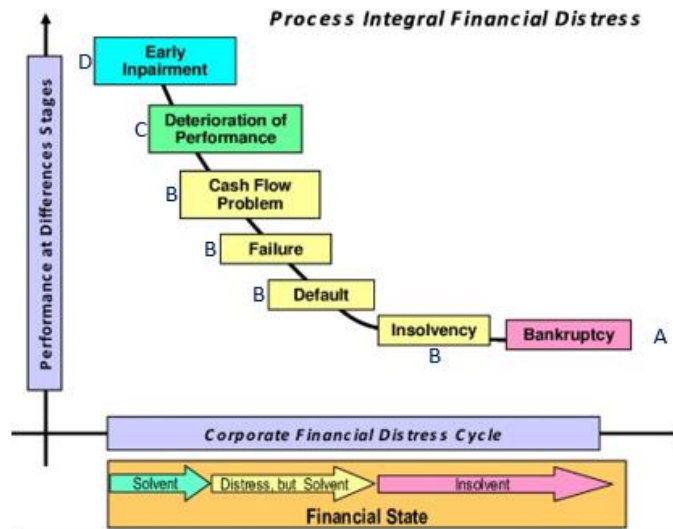 Process Integral Financial Distress
Performance at Differences Stages
D
Early
Inpairment
C
Deterioration of
Performance
B
Cash Flow
Problem
B
Failure
B
Default
Insolvency
B
Bankruptcy
A
Corporate Financial Distress Cycle
Solvent
Distress, but Solvent
Insolvent
Financial State